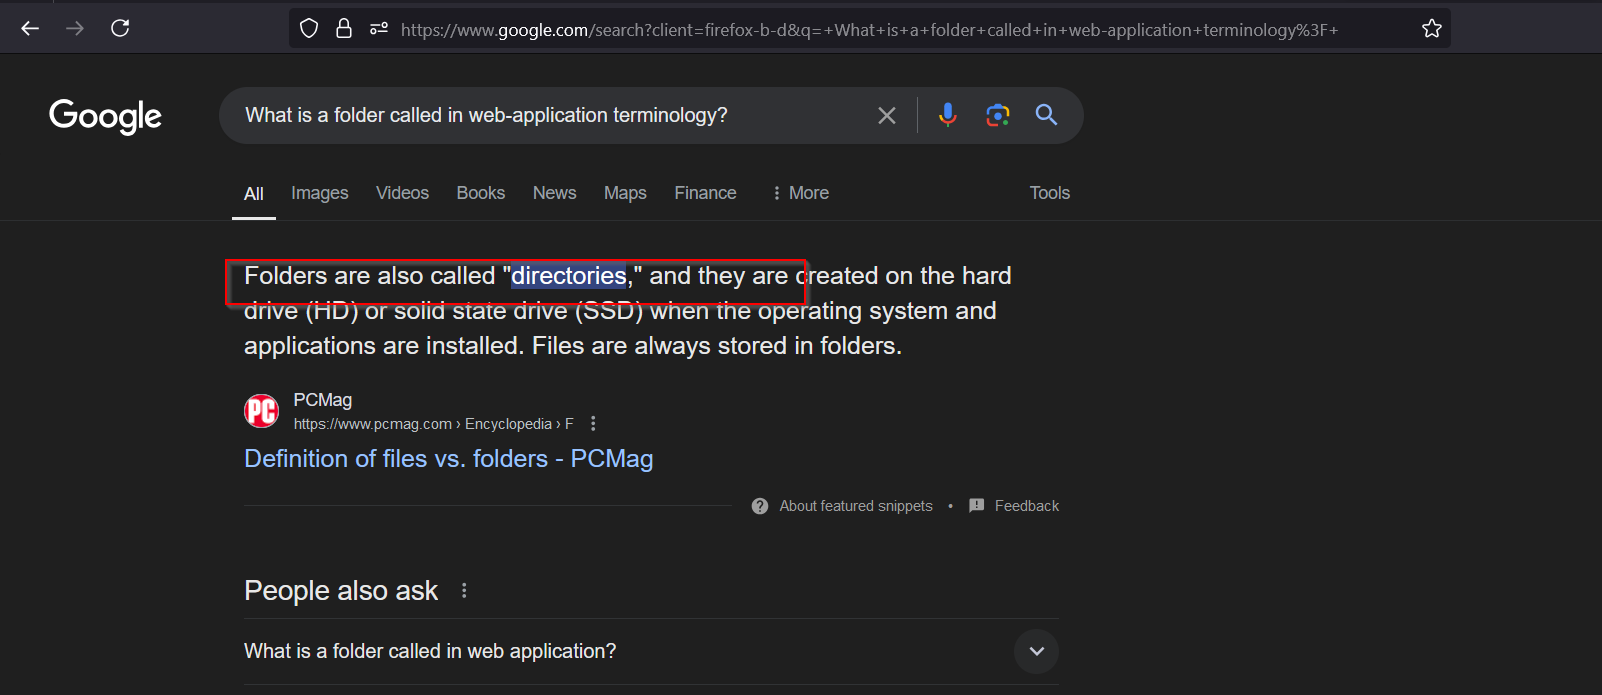 https://www.google.com/search?client=firefox-b-d&q=+What+is+a+folder+called+in+web-application+terminology%3F+
Google
What is a folder called in web-application terminology?
All Images Videos Books News Maps Finance More Tools
Folders are also called "directories," and they are created on the hard
drive (HD) or solid state drive (SSD) when the operating system and
applications are installed. Files are always stored in folders.
PC
PCMag
https://www.pcmag.com › Encyclopedia › F
Definition of files vs. folders - PCMag
About featured snippets • Feedback
People also ask
What is a folder called in web application?